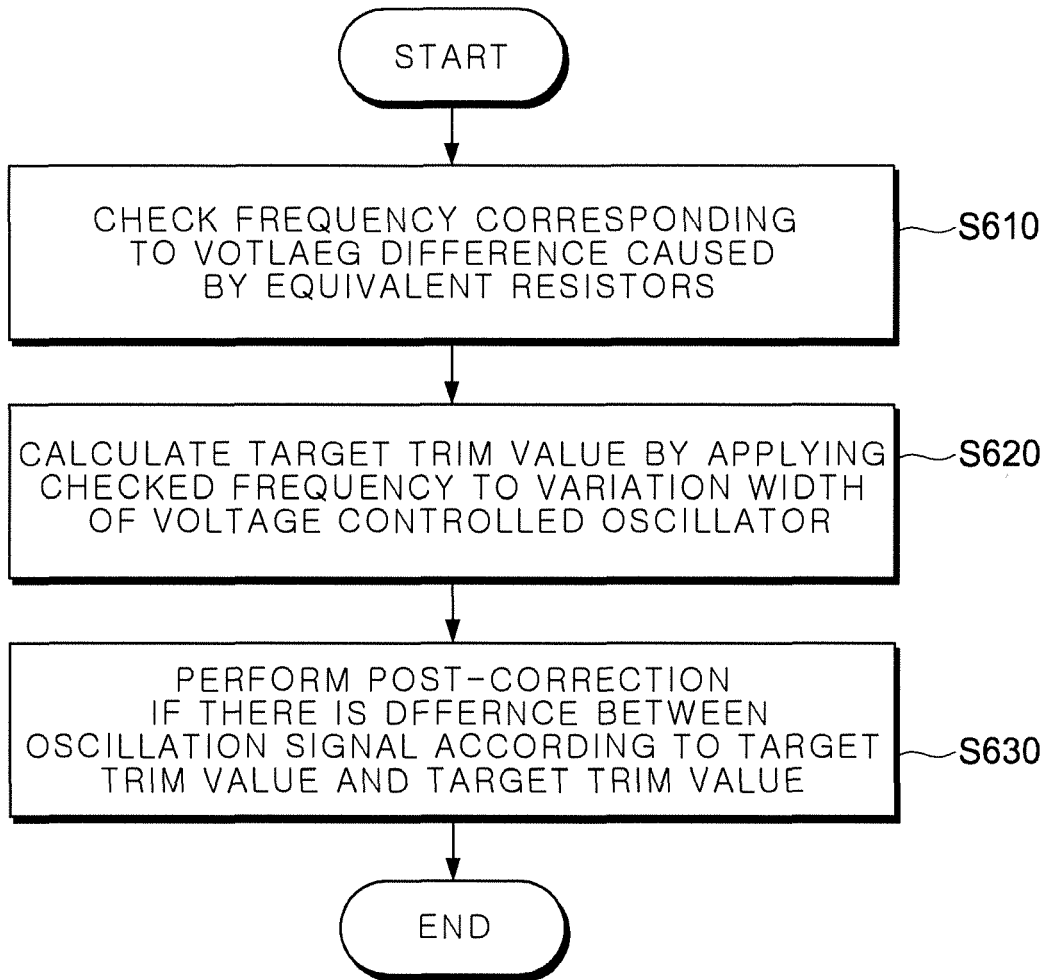 START
CHECK FREQUENCY CORRESPONDING
TO VOTLAEG DIFFERENCE CAUSED
BY EQUIVALENT RESISTORS
S610
CALCULATE TARGET TRIM VALUE BY APPLYING
CHECKED FREQUENCY TO VARIATION WIDTH
OF VOLTAGE CONTROLLED OSCILLATOR
S620
PERFORM POST-CORRECTION
IF THERE IS DFFERNCE BETWEEN
OSCILLATION SIGNAL ACCORDING TO TARGET
TRIM VALUE AND TARGET TRIM VALUE
S630
END